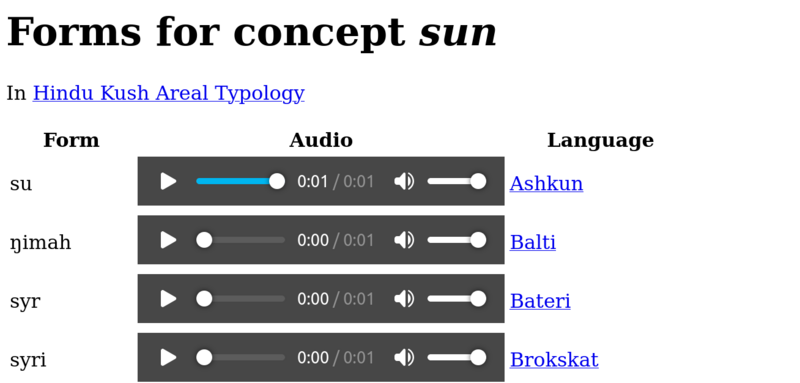 Forms for concept sun
In Hindu Kush Areal Typology
Form Audio Language
su 0:01 / 0:01 Ashkun
ŋimah 0:00 / 0:01 Balti
syr 0:00 / 0:01 Bateri
syri 0:00 / 0:01 Brokskat